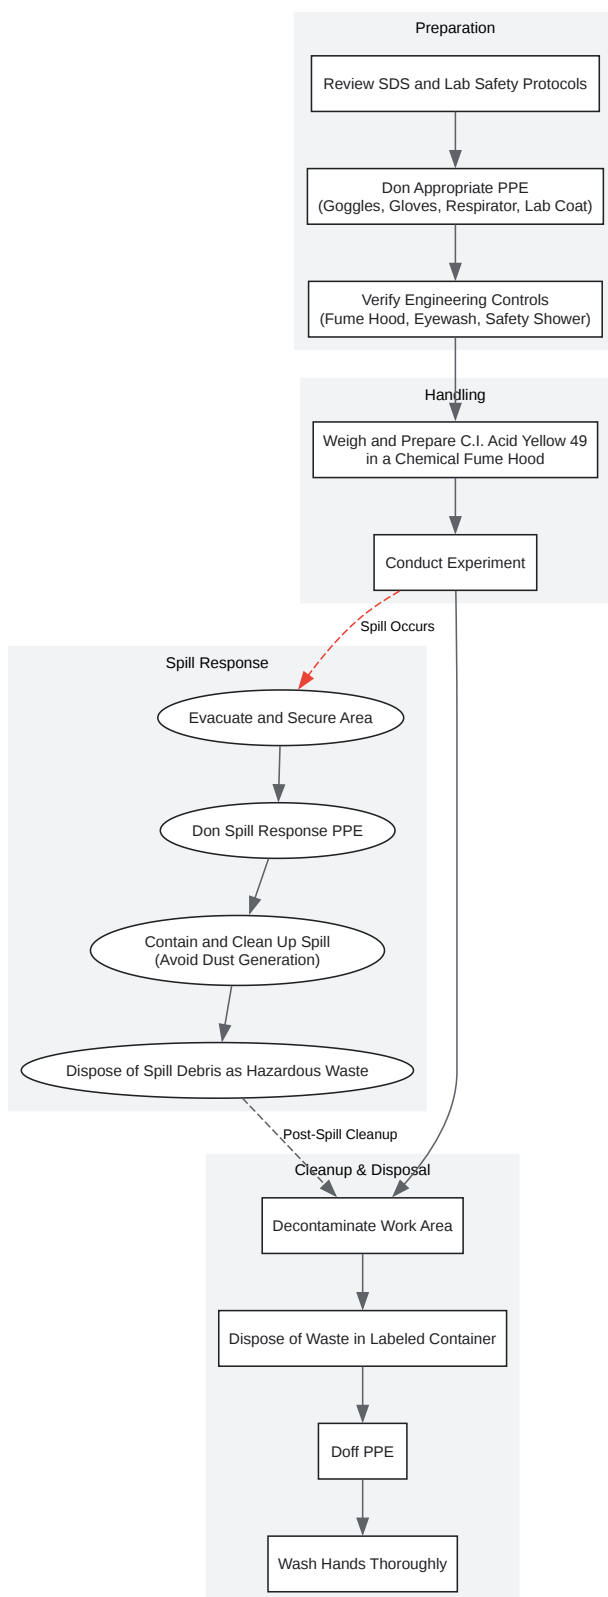 Preparation
Review SDS and Lab Safety Protocols
Don Appropriate PPE
(Goggles, Gloves, Respirator, Lab Coat)
Verify Engineering Controls
(Fume Hood, Eyewash, Safety Shower)
Handling
Weigh and Prepare C.I. Acid Yellow 49
in a Chemical Fume Hood
Conduct Experiment
Spill Occurs
Spill Response
Evacuate and Secure Area
Don Spill Response PPE
Contain and Clean Up Spill
(Avoid Dust Generation)
Dispose of Spill Debris as Hazardous Waste
Post-Spill Cleanup
Cleanup & Disposal
Decontaminate Work Area
Dispose of Waste in Labeled Container
Doff PPE
Wash Hands Thoroughly